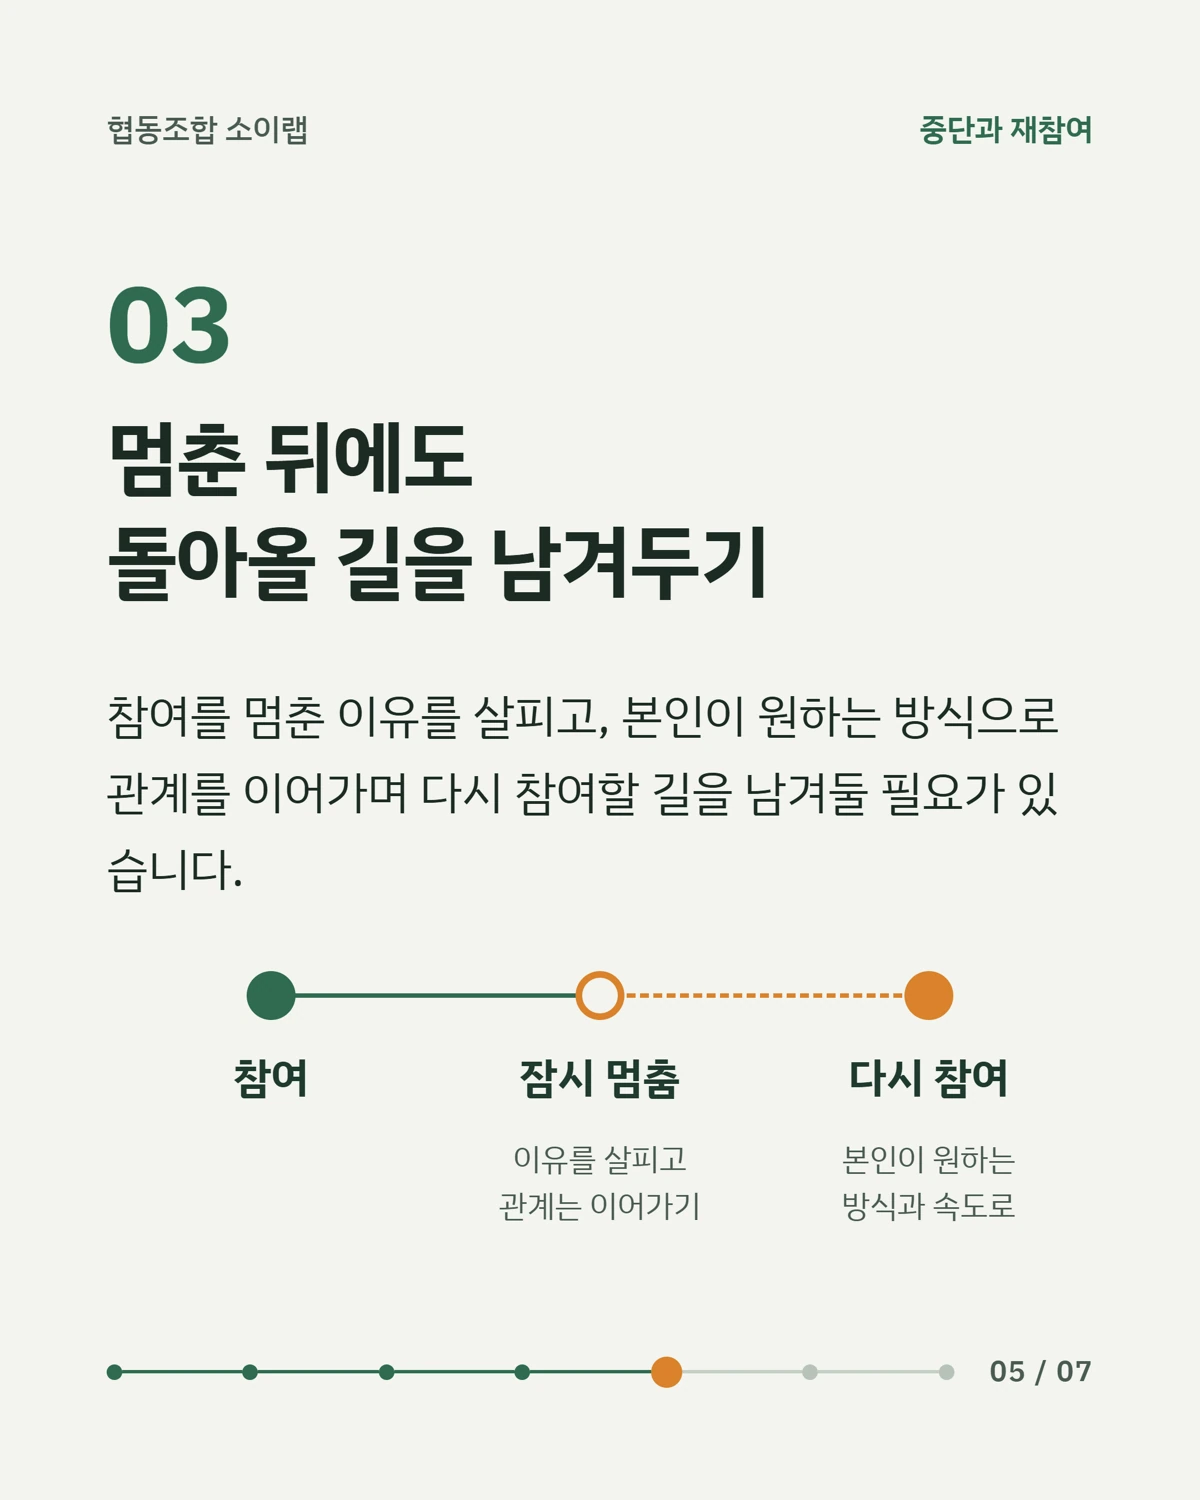 협동조합 소이랩
중단과 재참여
03
멈춘 뒤에도
돌아올 길을 남겨두기
참여를 멈춘 이유를 살피고, 본인이 원하는 방식으로
관계를 이어가며 다시 참여할 길을 남겨둘 필요가 있
습니다.
참여
잠시 멈춤
다시 참여
이유를 살피고
관계는 이어가기
본인이 원하는
방식과 속도로
05 / 07